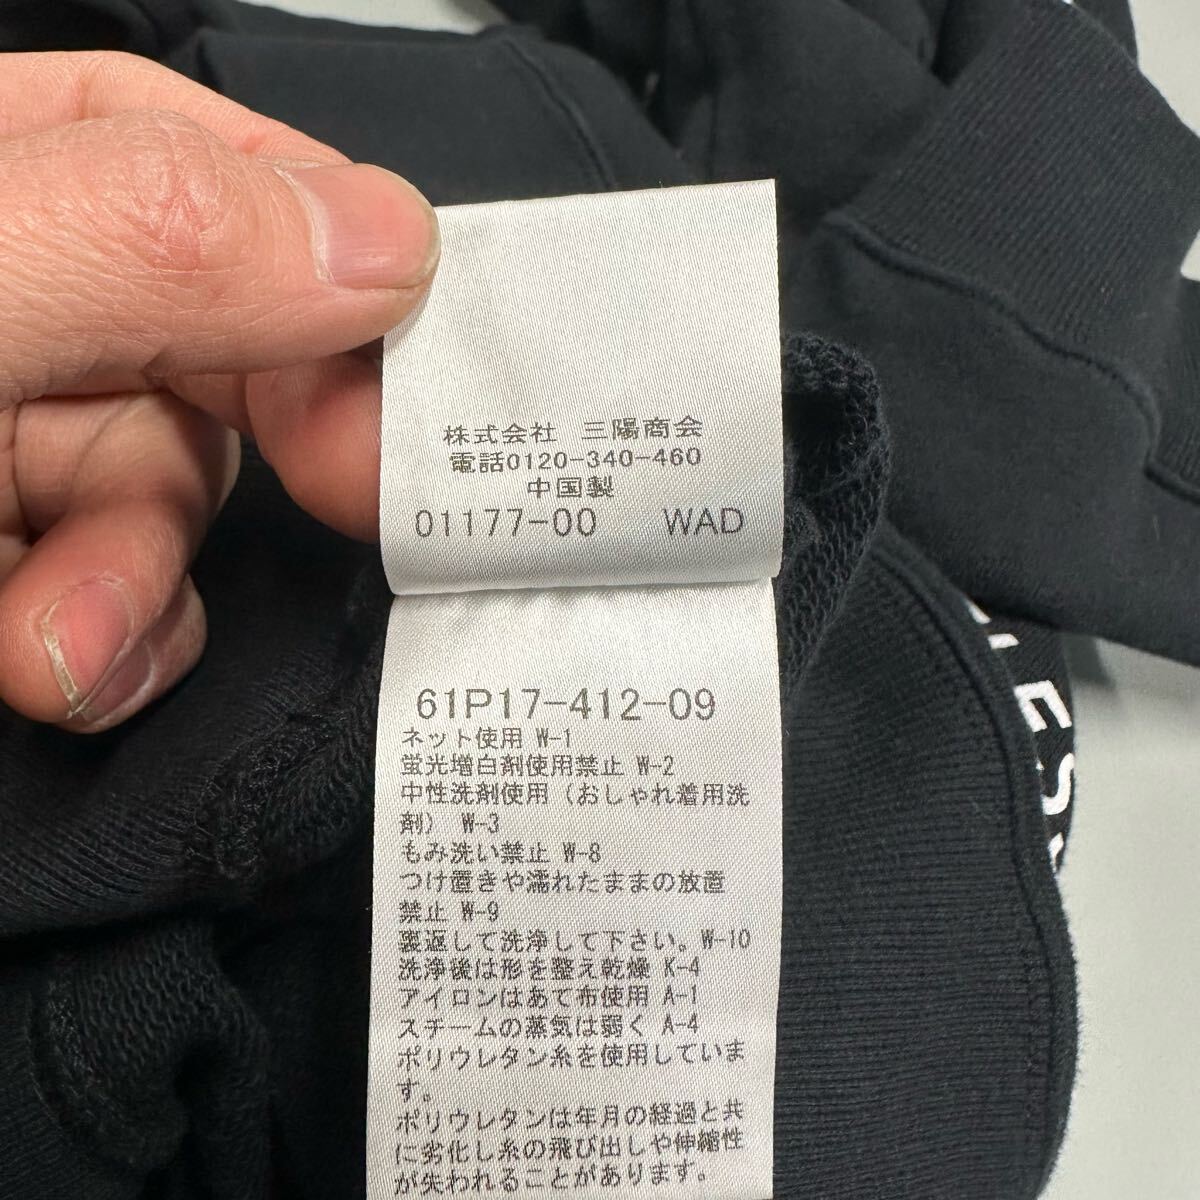 株式会社 三陽商会
電話0120-340-460
中国製
01177-00 WAD
61P17-412-09
ネット使用 W-1
蛍光増白剤使用禁止 W-2
中性洗剤使用（おしゃれ着用洗
剤） W-3
もみ洗い禁止 W-8
つけ置きや濡れたままの放置
禁止 W-9
裏返して洗浄して下さい。W-10
洗浄後は形を整え乾燥 K-4
アイロンはあて布使用 A-1
スチームの蒸気は弱く A-4
ポリウレタン糸を使用していま
す。
ポリウレタンは年月の経過と共
に劣化し糸の飛び出しや伸縮性
が失われることがあります。